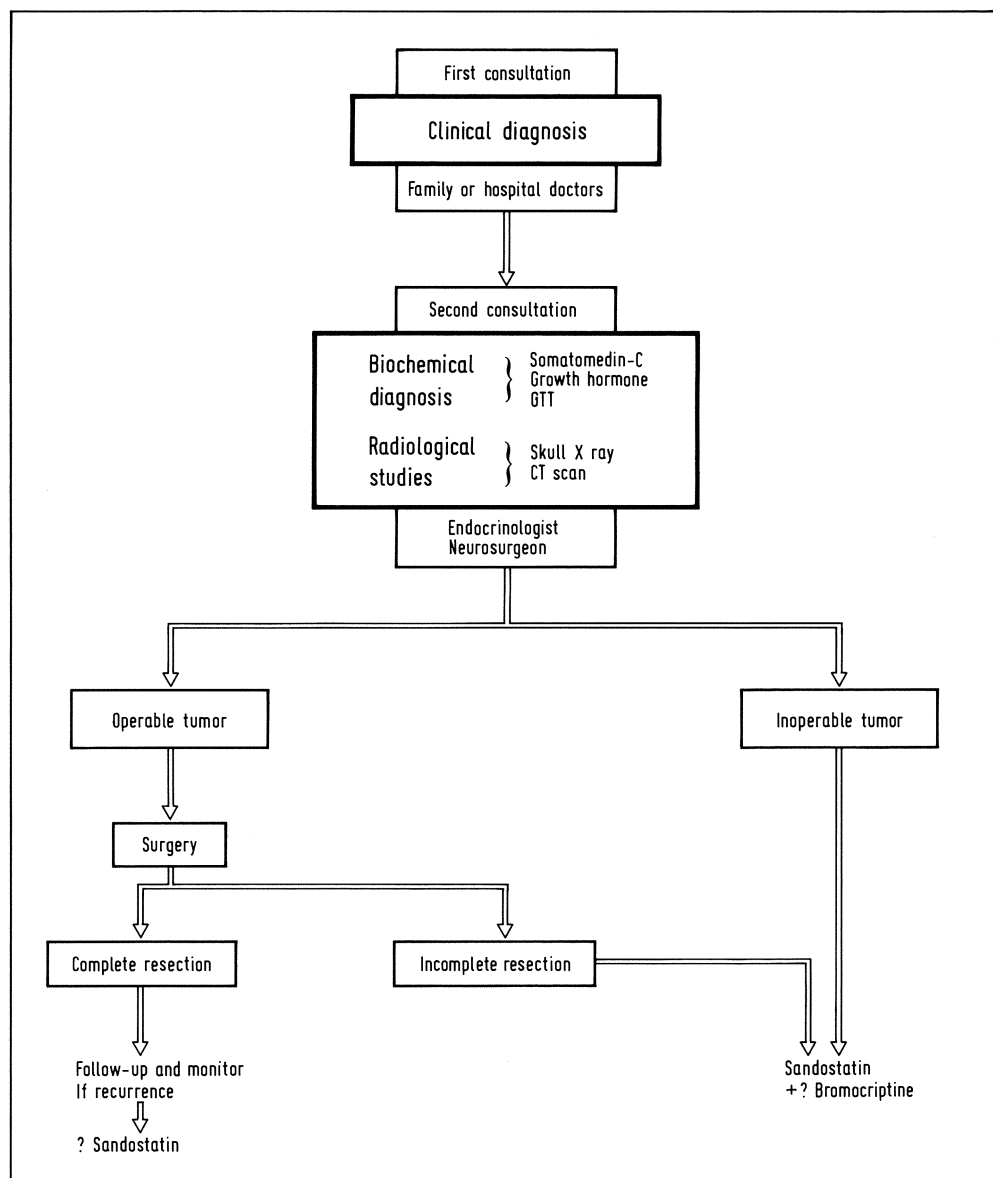 First consultation
Clinical diagnosis
Family or hospital doctors
Second consultation
Biochemical
diagnosis
Somatomedin-C
Growth hormone
GTT
Radiological
studies
Skull X ray
CT scan
Endocrinologist
Neurosurgeon
Operable tumor
Inoperable tumor
Surgery
Complete resection
Incomplete resection
Follow-up and monitor
If recurrence
? Sandostatin
Sandostatin
+? Bromocriptine